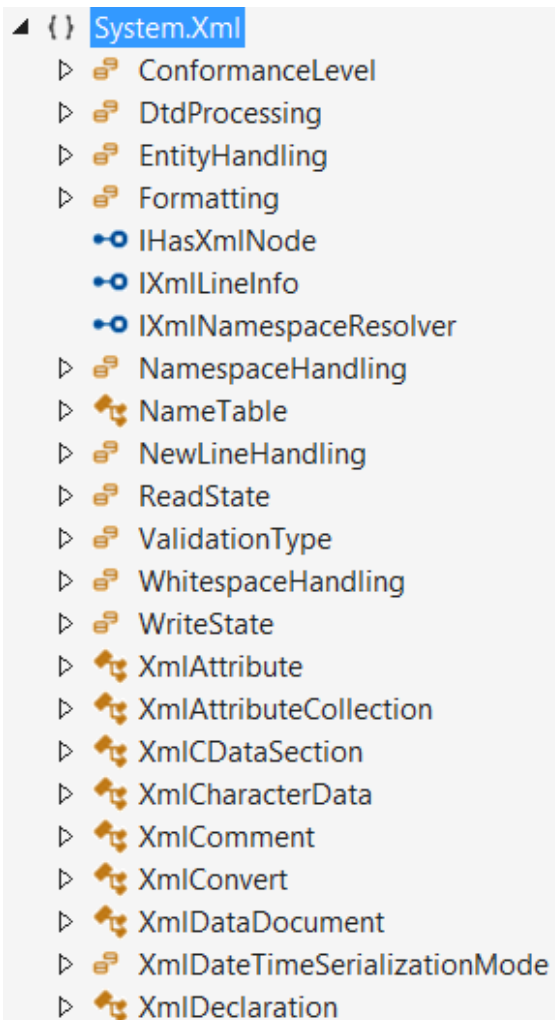 {} System.Xml
ConformanceLevel
DtdProcessing
EntityHandling
Formatting
IHasXmlNode
IXmlLineInfo
IXmlNamespaceResolver
NamespaceHandling
NameTable
NewLineHandling
ReadState
ValidationType
WhitespaceHandling
WriteState
XmlAttribute
XmlAttributeCollection
XmlCDataSection
XmlCharacterData
XmlComment
XmlConvert
XmlDataDocument
XmlDateTimeSerializationMode
XmlDeclaration